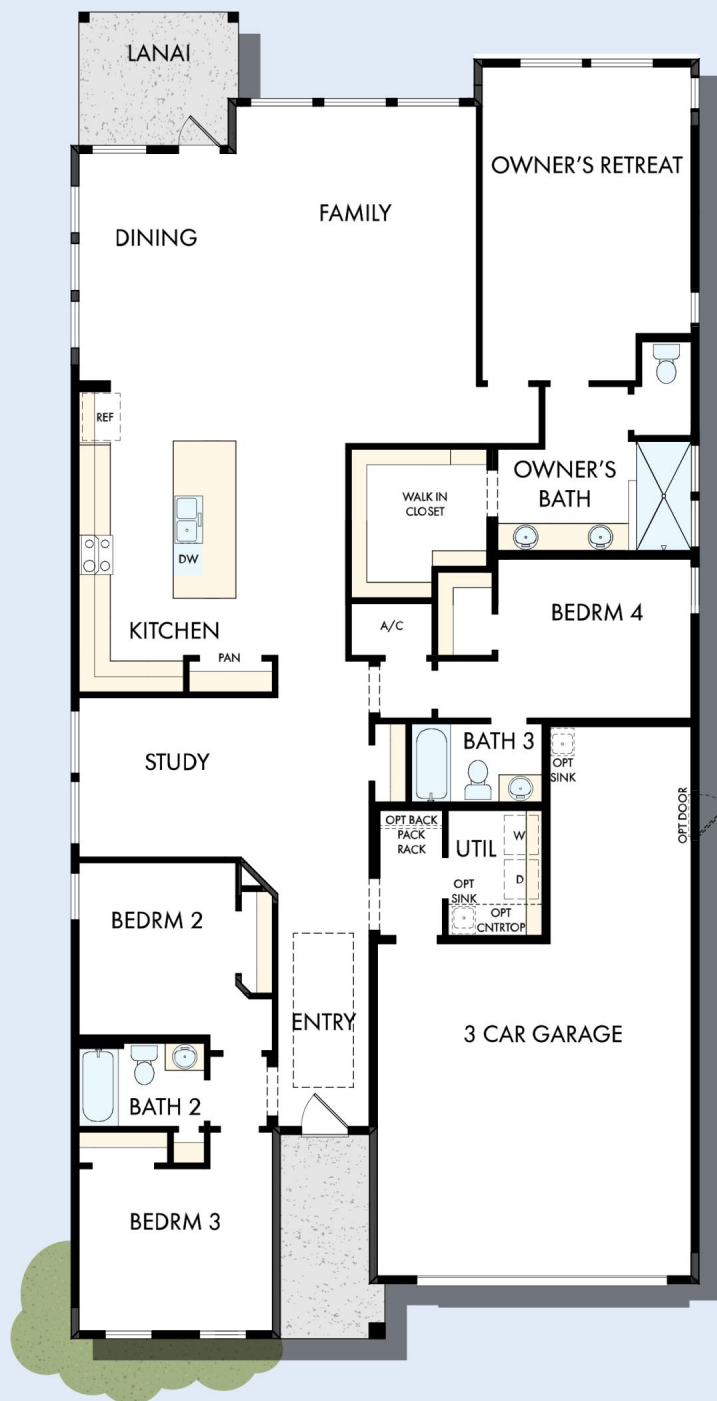 LANAI
OWNER'S RETREAT
FAMILY
DINING
REF
OWNER'S
BATH
WALK IN
CLOSET
DW
KITCHEN
PAN
A/C
BEDRM 4
STUDY
BATH 3
OPT
SINK
OPT DOOR
OPT BACK
PACK
RACK
UTIL
W
D
OPT
SINK
OPT
CNTRTOP
BEDRM 2
ENTRY
3 CAR GARAGE
BATH 2
BEDRM 3